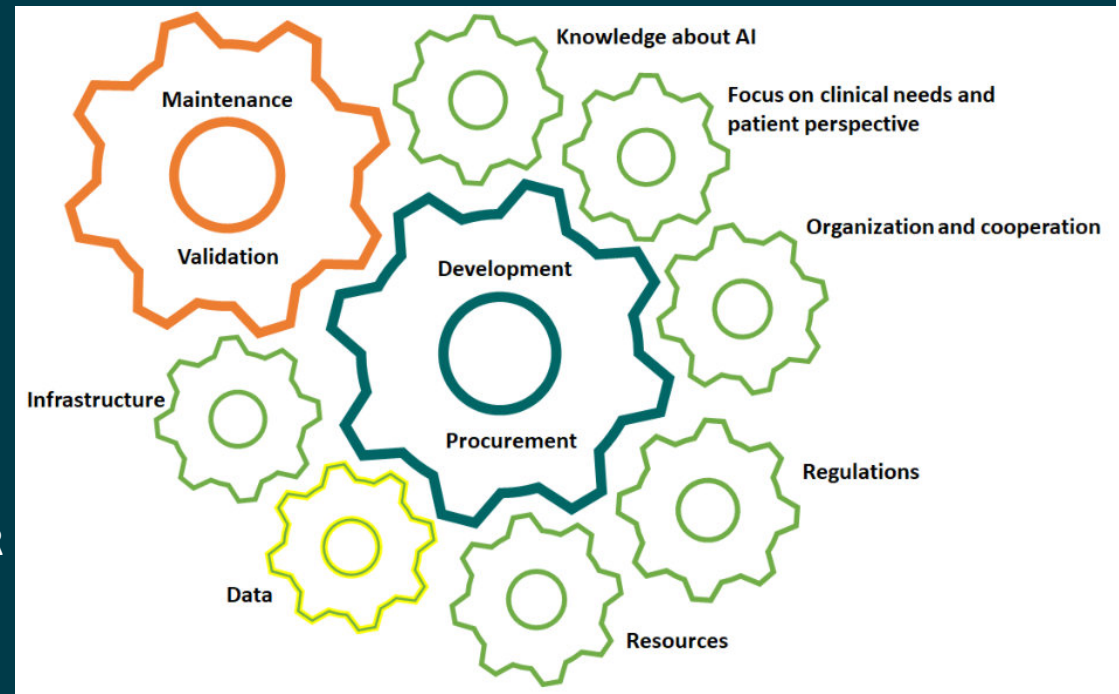 Knowledge about AI
Maintenance
Focus on clinical needs and
patient perspective
Organization and cooperation
Validation
Development
Infrastructure
Procurement
Regulations
R
Data
Resources